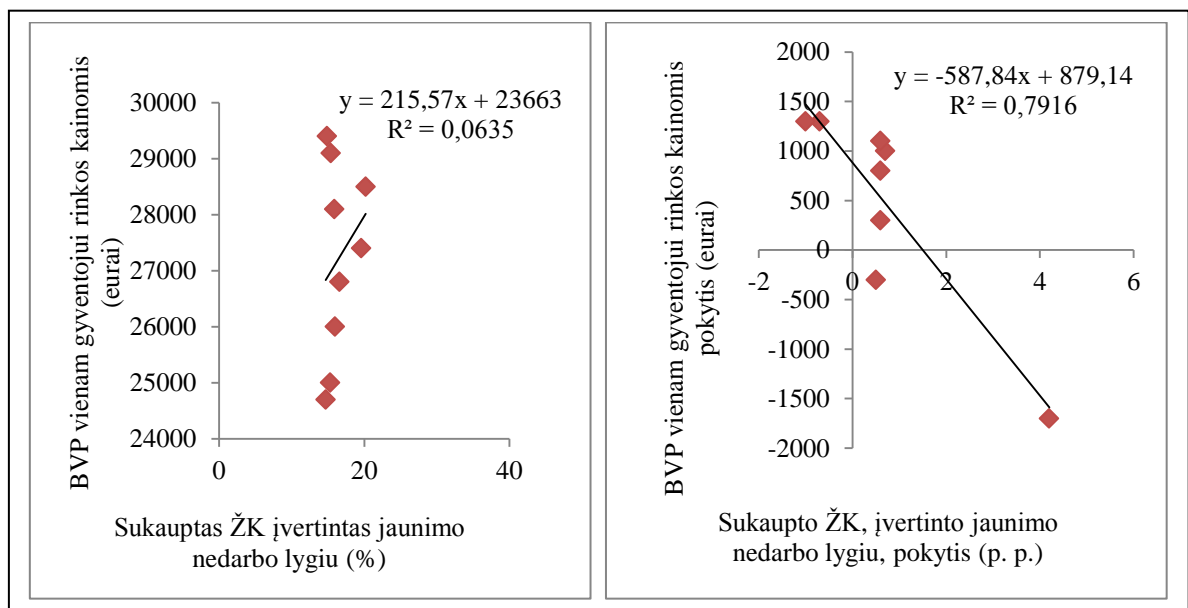 BVP vienam gyventojui rinkos kainomis
(eurai)
y = 215,57x + 23663
R² = 0,0635
30000
29000
28000
27000
26000
25000
24000
0
20
40
Sukauptas ŽK įvertintas jaunimo
nedarbo lygiu (%)
BVP vienam gyventojui rinkos kainomis
pokytis (eurai)
y = -587,84x + 879,14
R² = 0,7916
2000
1500
1000
500
0
-500
-1000
-1500
-2000
-2
0
2
4
6
Sukaupto ŽK, įvertinto jaunimo
nedarbo lygiu, pokytis (p. p.)